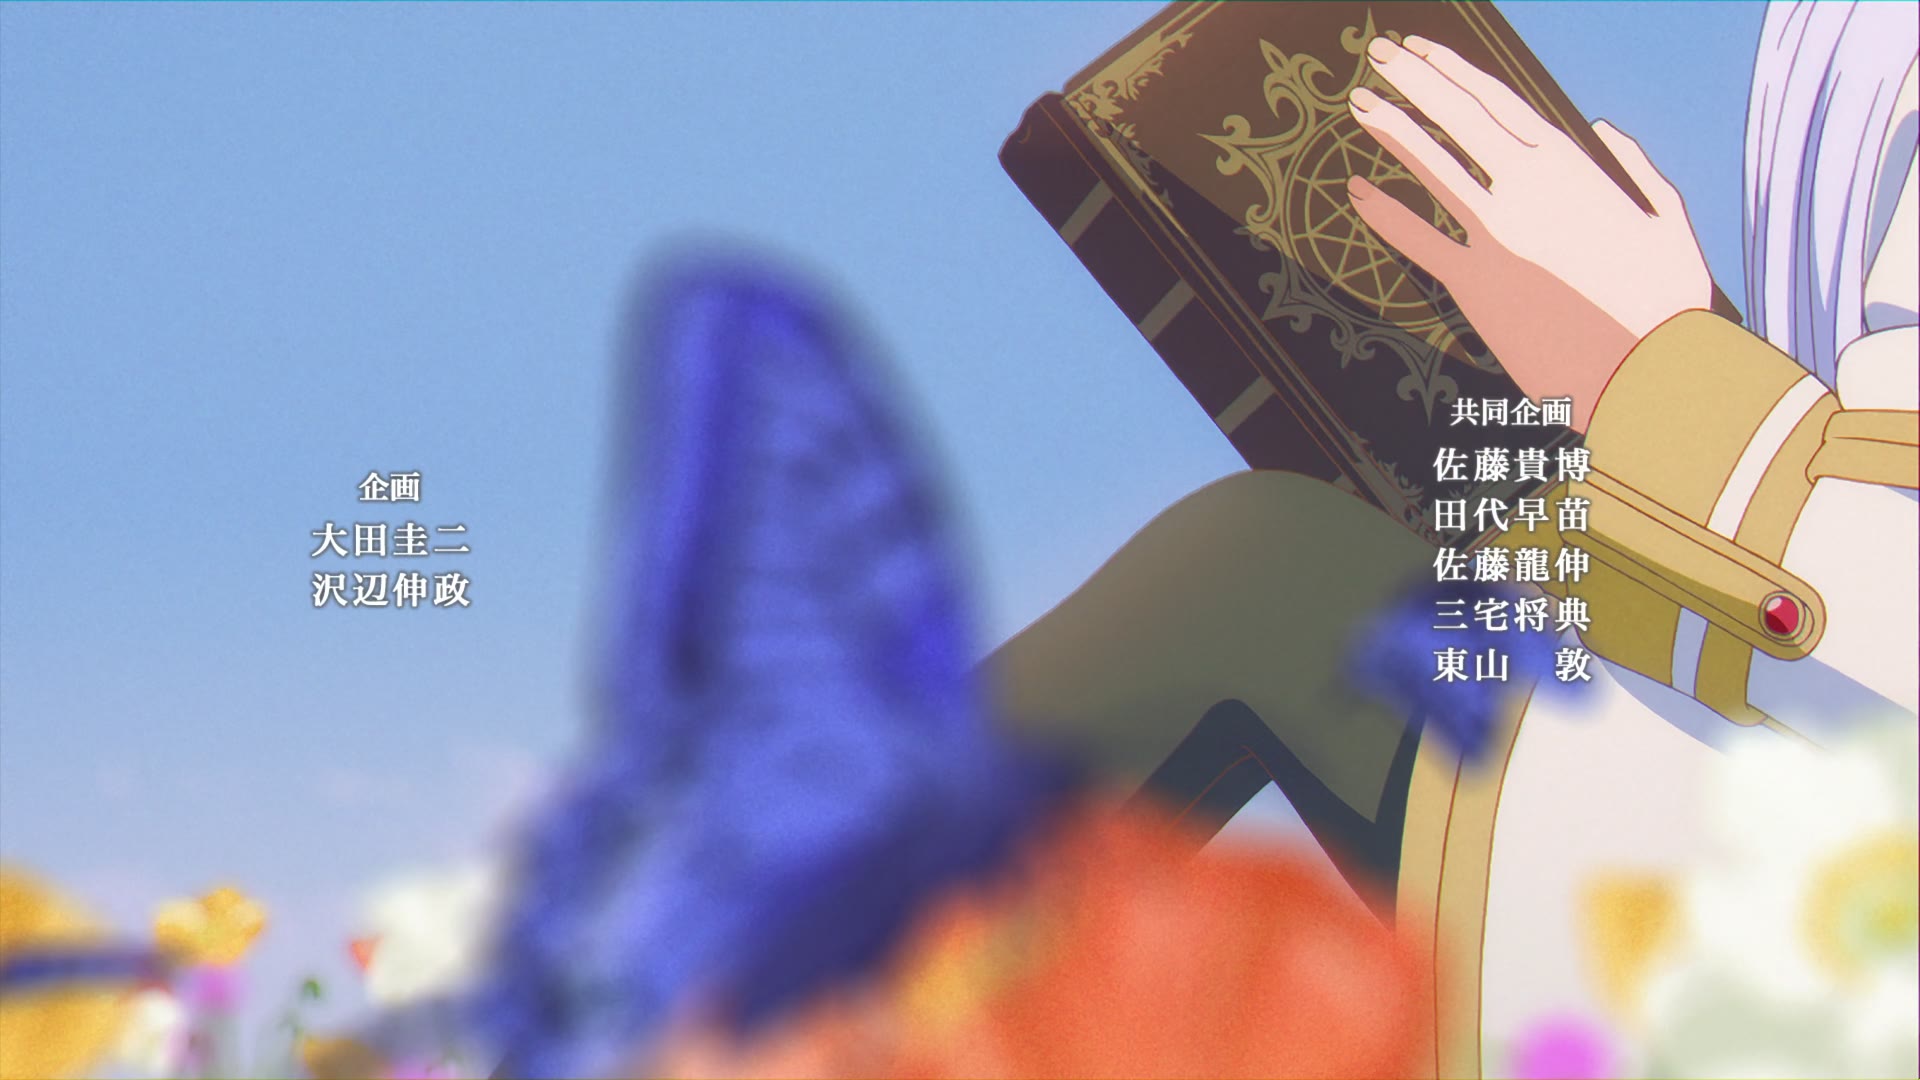 企画
大田圭二
沢辺伸政
共同企画
佐藤貴博
田代早苗
佐藤龍伸
三宅将典
東山　敦